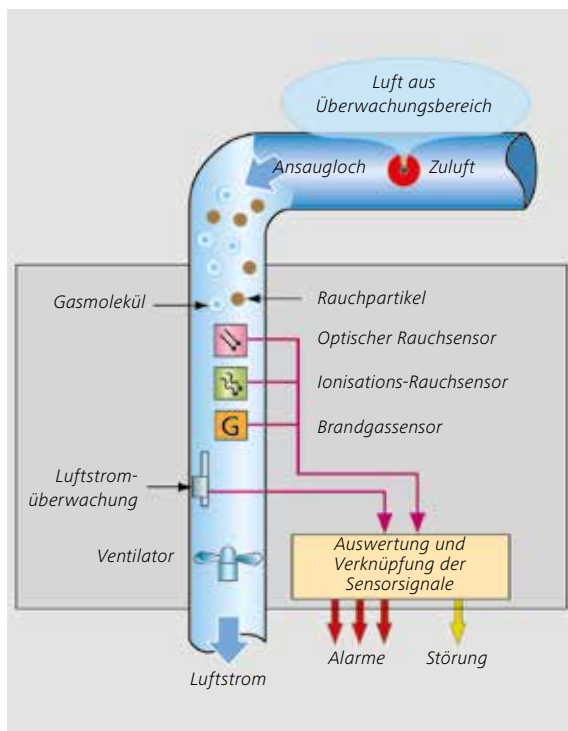 Luft aus
Überwachungsbereich
Ansaugloch
Zuluft
Gasmolekül
Rauchpartikel
Optischer Rauchsensor
Ionisations-Rauchsensor
G
Brandgassensor
Luftstrom-
überwachung
Ventilator
Auswertung und
Verknüpfung der
Sensorsignale
Alarme
Störung
Luftstrom